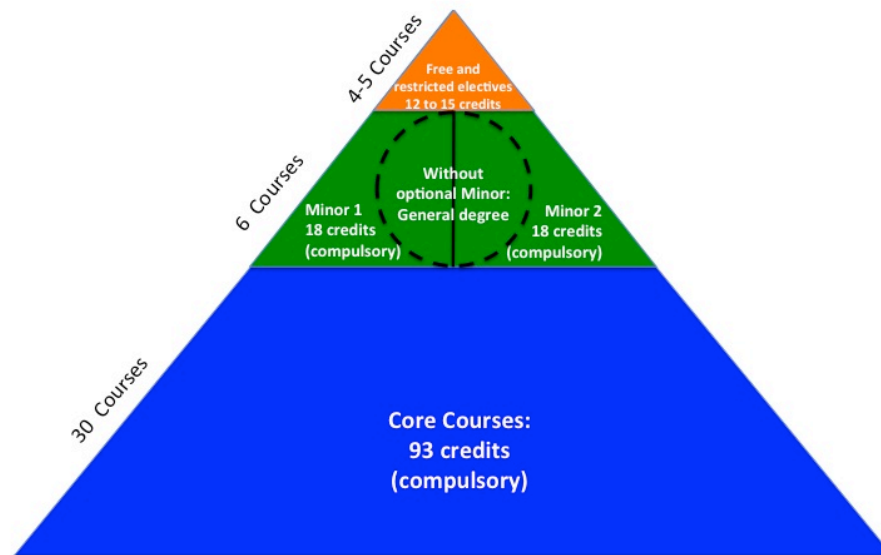 4-5 Courses
Free and
restricted electives
12 to 15 credits
6 Courses
Without
optional Minor:
General degree
Minor 1
18 credits
(compulsory)
Minor 2
18 credits
(compulsory)
30 Courses
Core Courses:
93 credits
(compulsory)